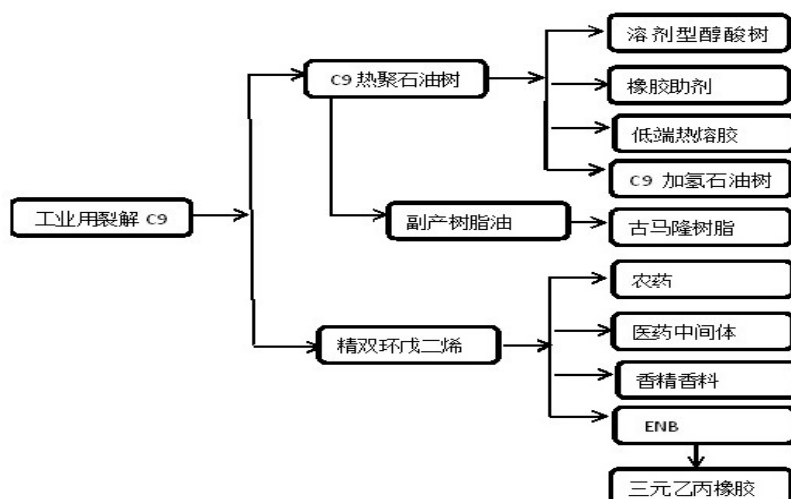 溶剂型醇酸树
C9热聚石油树
橡胶助剂
低端热熔胶
C9 加氢石油树
工业用裂解 C9
副产树脂油
古马隆树脂
农药
医药中间体
精双环戊二烯
香精香料
ENB
三元乙丙橡胶